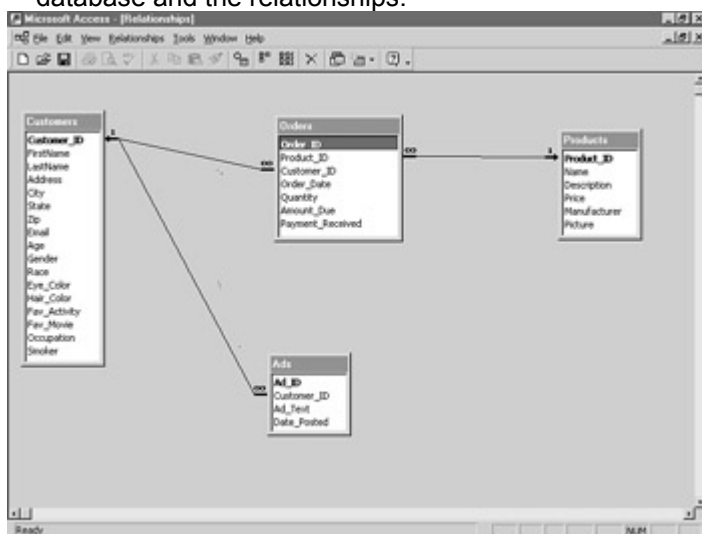 database and the relationships:
Microsoft Access - [Relationships]
File Edit View Relationships Tools Window Help
Customers
Customer_ID
FirstName
LastName
Address
City
State
Zip
Email
Age
Gender
Race
Eye_Color
Hair_Color
Fav_Activity
Fav_Movie
Occupation
Smoker
1
∞
∞
Orders
Order_ID
Product_ID
Customer_ID
Order_Date
Quantity
Amount_Due
Payment_Received
∞
1
Products
Product_ID
Name
Description
Price
Manufacturer
Picture
Ads
Ad_ID
Customer_ID
Ad_Text
Date_Posted
Ready
NUM